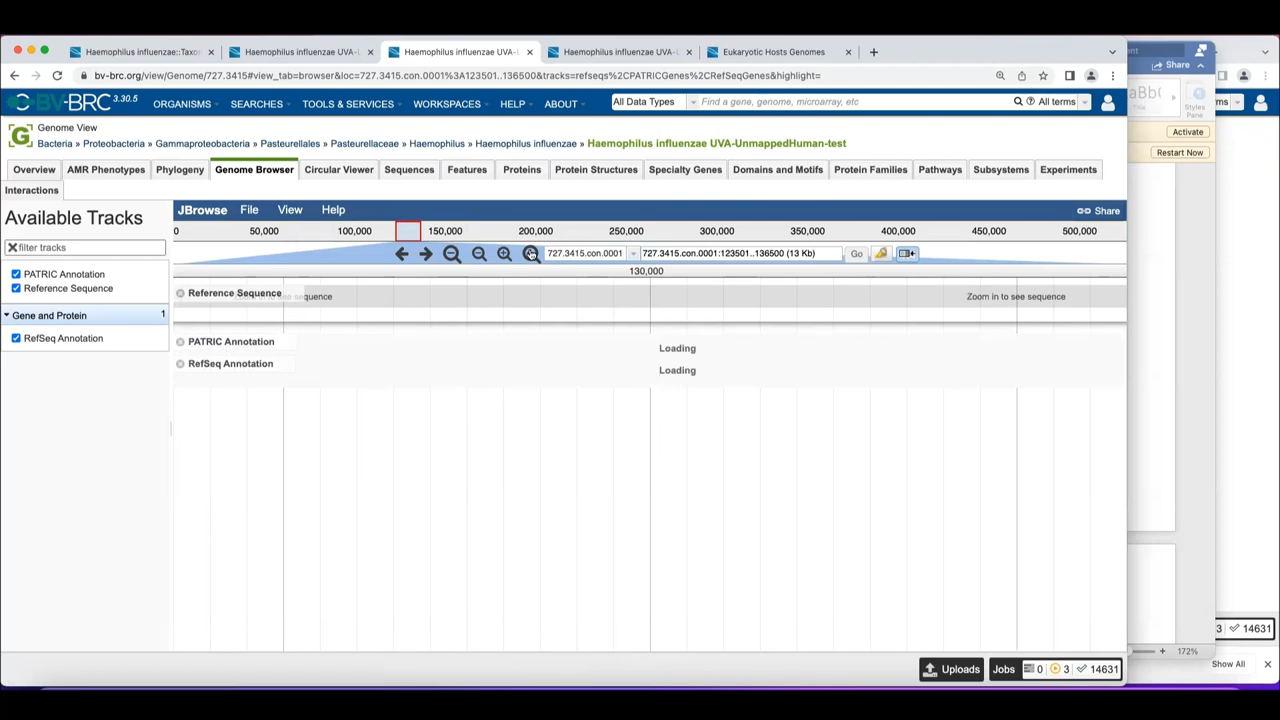 Haemophilus influenzae::Taxo × Haemophilus influenzae UVA-U × Haemophilus influenzae UVA-U × Haemophilus influenzae UVA-U × Eukaryotic Hosts Genomes × +
bv-brc.org/view/Genome/727.3415#view_tab=browser&loc=727.3415.con.0001%3A123501..136500&tracks=refseqs%2CPATRICGenes%2CRefSeqGenes&highlight=
Share
BV-BRC 3.30.5 ORGANISMS SEARCHES TOOLS & SERVICES WORKSPACES HELP ABOUT All Data Types Find a gene, genome, microarray, etc All terms
Styles
Pane
Title
Activate
Restart Now
Genome View
Bacteria » Proteobacteria » Gammaproteobacteria » Pasteurellales » Pasteurellaceae » Haemophilus » Haemophilus influenzae » Haemophilus influenzae UVA-UnmappedHuman-test
Overview AMR Phenotypes Phylogeny Genome Browser Circular Viewer Sequences Features Proteins Protein Structures Specialty Genes Domains and Motifs Protein Families Pathways Subsystems Experiments
Interactions
Available Tracks
filter tracks
PATRIC Annotation
Reference Sequence
Gene and Protein 1
RefSeq Annotation
JBrowse File View Help Share
0 50,000 100,000 150,000 200,000 250,000 300,000 350,000 400,000 450,000 500,000
727.3415.con.0001 727.3415.con.0001:123501..136500 (13 Kb) Go
130,000
Reference Sequence Zoom in to see sequence
PATRIC Annotation Loading
RefSeq Annotation Loading
Uploads Jobs 0 3 14631
3 14631
172%
Show All